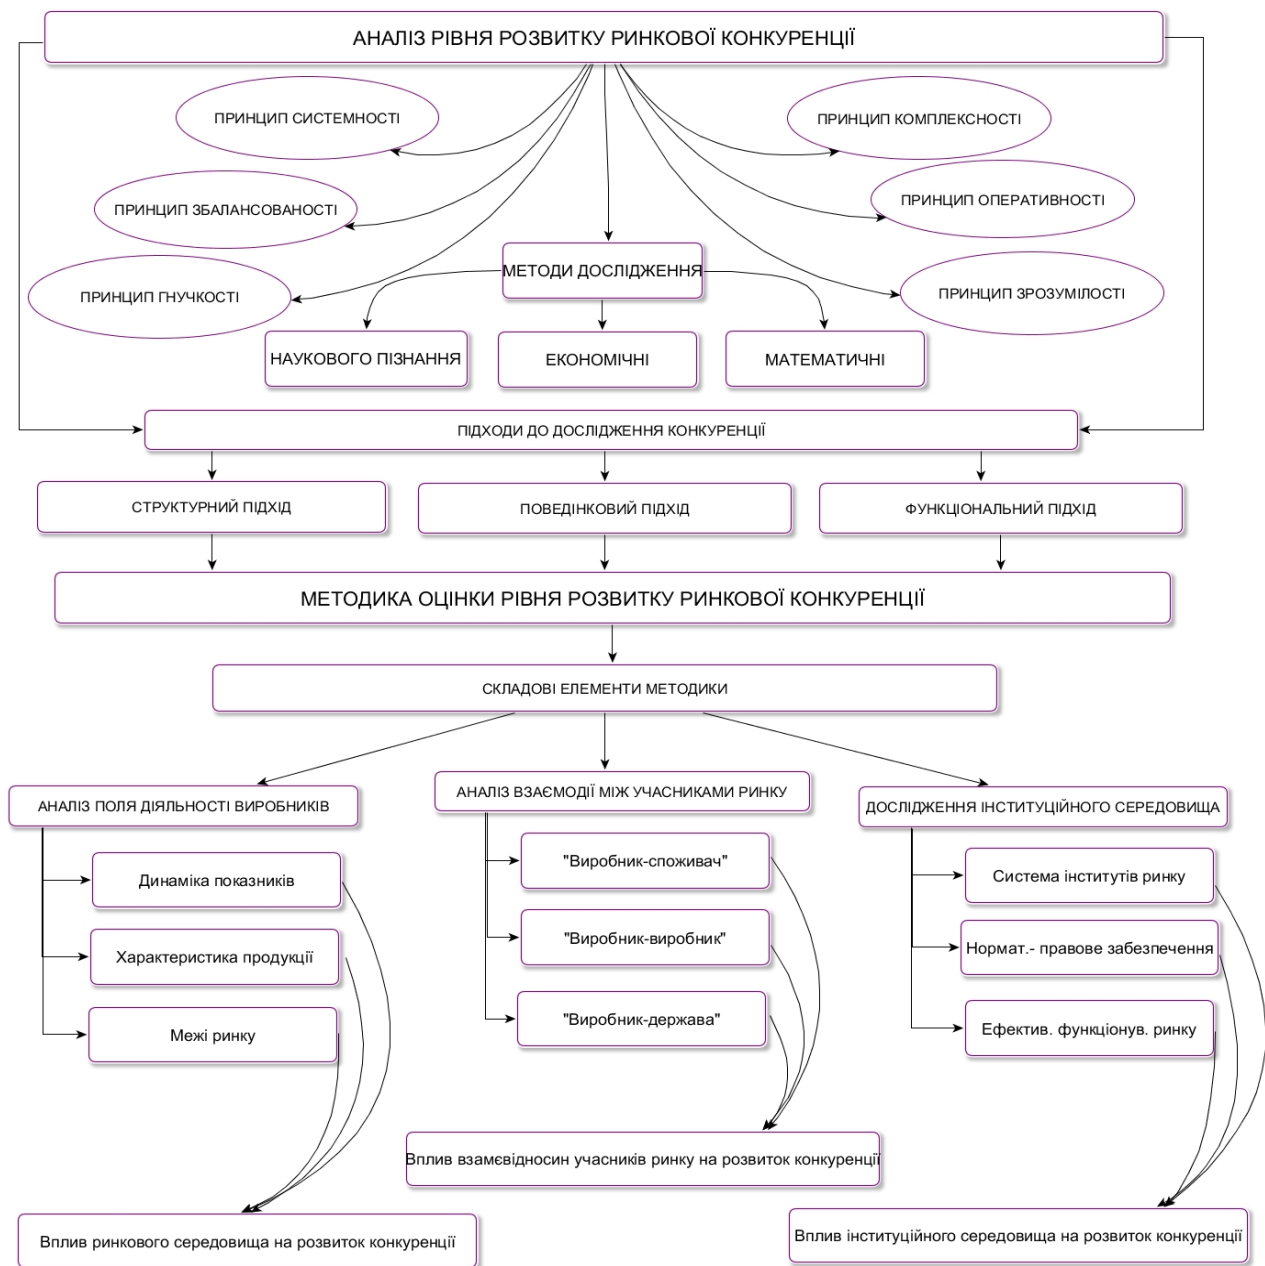 АНАЛІЗ РІВНЯ РОЗВИТКУ РИНКОВОЇ КОНКУРЕНЦІЇ
ПРИНЦИП СИСТЕМНОСТІ
ПРИНЦИП КОМПЛЕКСНОСТІ
ПРИНЦИП ЗБАЛАНСОВАНОСТІ
ПРИНЦИП ОПЕРАТИВНОСТІ
ПРИНЦИП ГНУЧКОСТІ
МЕТОДИ ДОСЛІДЖЕННЯ
ПРИНЦИП ЗРОЗУМІЛОСТІ
НАУКОВОГО ПІЗНАННЯ
ЕКОНОМІЧНІ
МАТЕМАТИЧНІ
ПІДХОДИ ДО ДОСЛІДЖЕННЯ КОНКУРЕНЦІЇ
СТРУКТУРНИЙ ПІДХІД
ПОВЕДІНКОВИЙ ПІДХІД
ФУНКЦІОНАЛЬНИЙ ПІДХІД
МЕТОДИКА ОЦІНКИ РІВНЯ РОЗВИТКУ РИНКОВОЇ КОНКУРЕНЦІЇ
СКЛАДОВІ ЕЛЕМЕНТИ МЕТОДИКИ
АНАЛІЗ ПОЛЯ ДІЯЛЬНОСТІ ВИРОБНИКІВ
АНАЛІЗ ВЗАЄМОДІЇ МІЖ УЧАСНИКАМИ РИНКУ
ДОСЛІДЖЕННЯ ІНСТИТУЦІЙНОГО СЕРЕДОВИЩА
Динаміка показників
"Виробник-споживач"
Система інститутів ринку
Характеристика продукції
"Виробник-виробник"
Нормат.- правове забезпечення
Межі ринку
"Виробник-держава"
Ефектив. функціонув. ринку
Вплив взамєвідносин учасників ринку на розвиток конкуренції
Вплив ринкового середовища на розвиток конкуренції
Вплив інституційного середовища на розвиток конкуренції